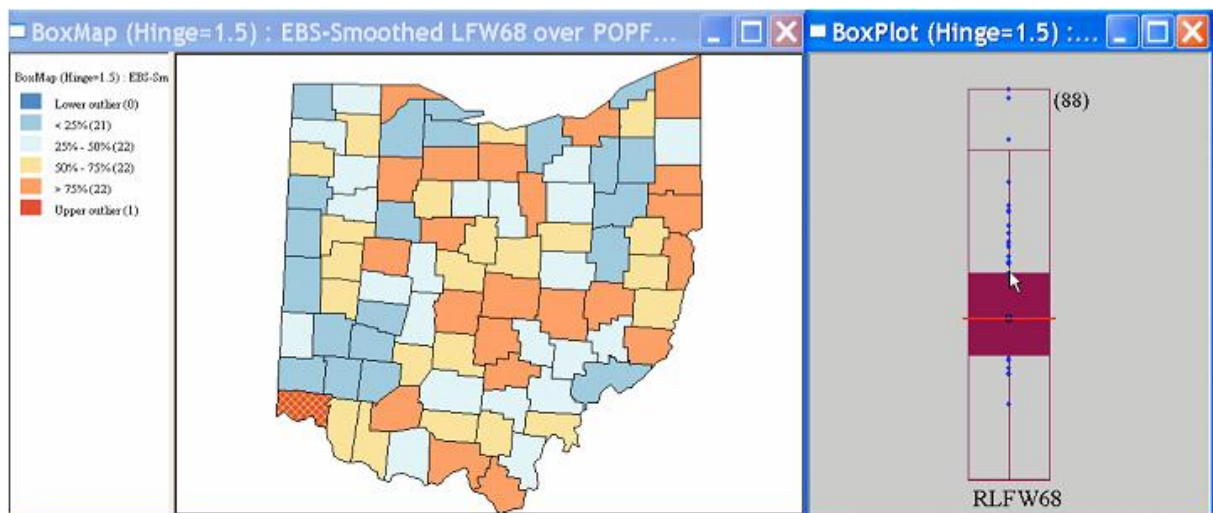 BoxMap (Hinge=1.5) : EBS-Smoothed LFW68 over POPF...
BoxMap (Hinge=1.5) : EBS-Sm
Lower outlier (0)
< 25% (21)
25% - 50% (22)
50% - 75% (22)
> 75% (22)
Upper outlier (1)
BoxPlot (Hinge=1.5) :...
(88)
RLFW68